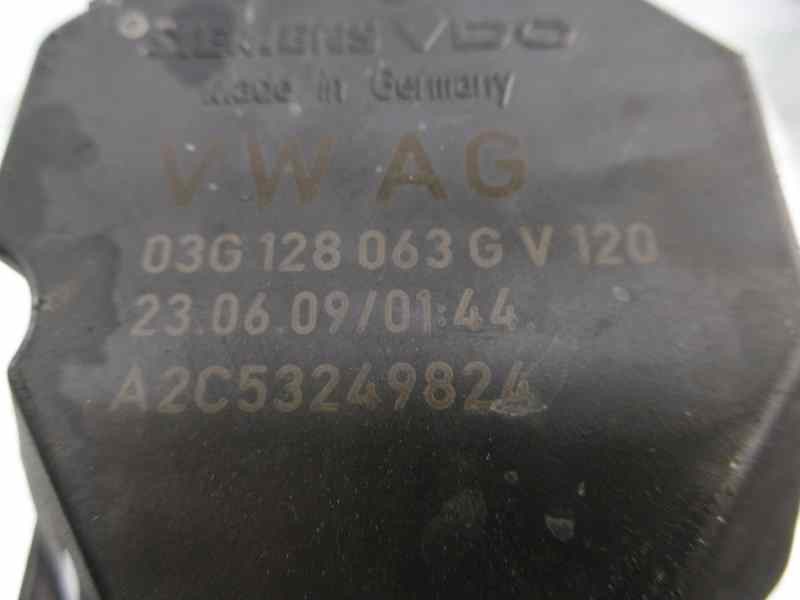 SIEMENS VDO
Made in Germany
VW AG
03G 128 063 G V 120
23.06.09/01:44
A2C53249824